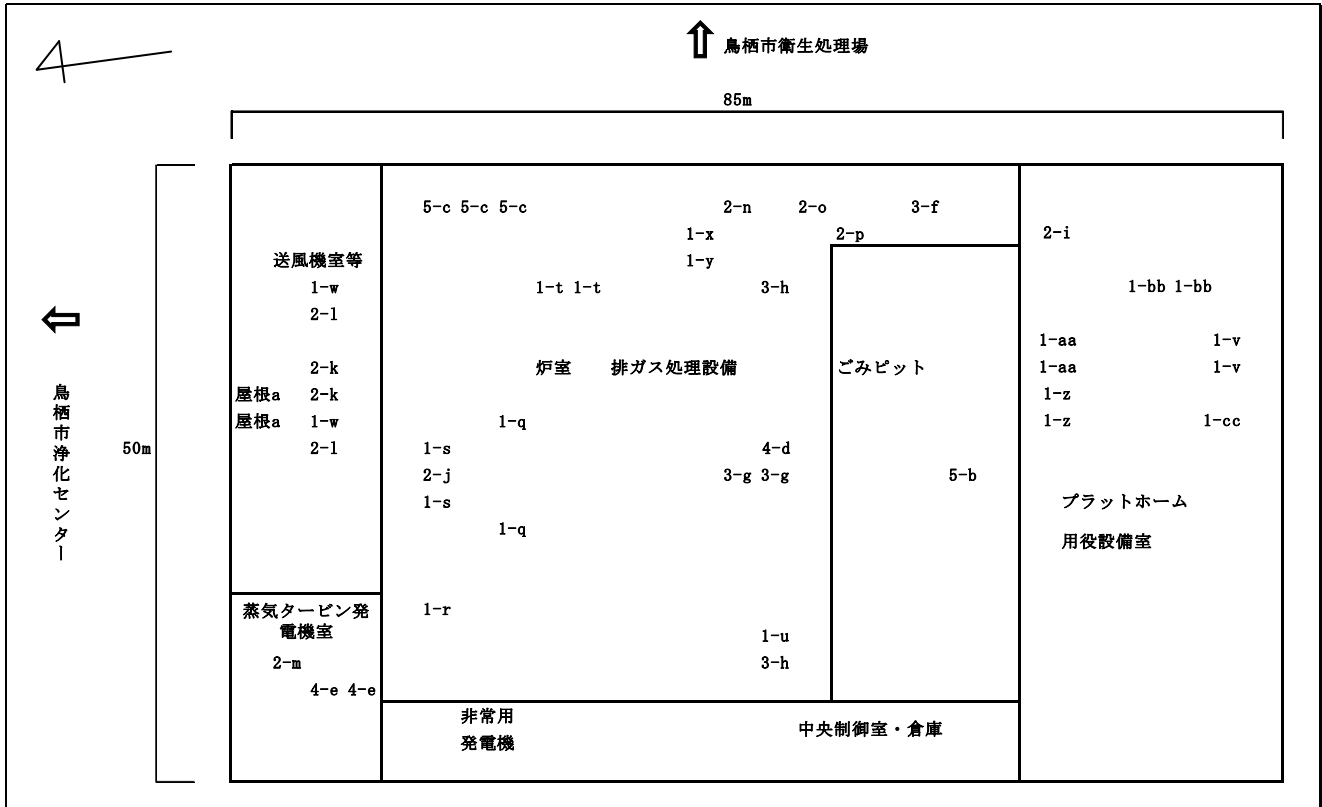 鳥栖市衛生処理場
85m
5-c 5-c 5-c 2-n 2-o 3-f
1-x 2-p 2-i
送風機室等 1-y
1-w 1-t 1-t 3-h 1-bb 1-bb
2-l
1-aa 1-v
2-k 炉室 排ガス処理設備 ごみピット 1-aa 1-v
屋根a 2-k 1-z
屋根a 1-w 1-q 1-z 1-cc
50m 2-l 1-s 4-d
2-j 3-g 3-g 5-b
1-s プラットホーム
1-q
用役設備室
鳥栖市浄化センター
蒸気タービン発
電機室
1-r
1-u
2-m 3-h
4-e 4-e
非常用
発電機
中央制御室・倉庫